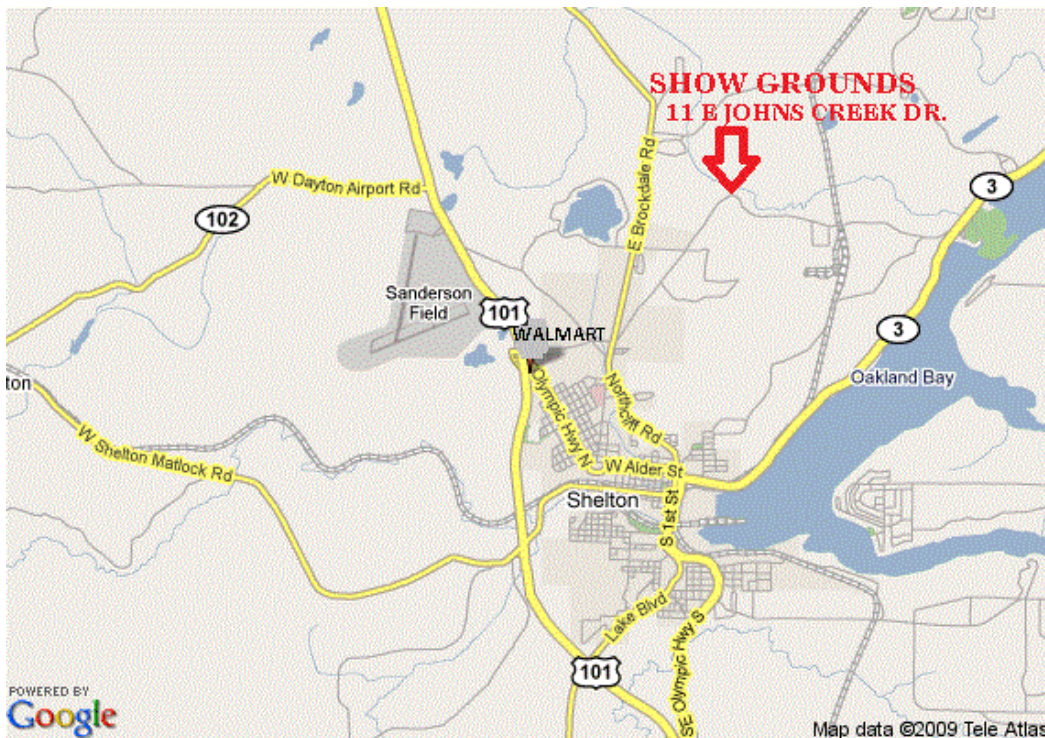 SHOW GROUNDS
11 E JOHNS CREEK DR.
3
W Dayton Airport Rd
102
E Brockdale Rd
Sanderson
Field
101
WALMART
3
ton
Oakland Bay
Olympic Hwy N
Northcliff Rd
W Shelton Matlock Rd
W Alder St
Shelton
S 1st St
Lake Blvd
101
SE Olympic Hwy S
POWERED BY
Google
Map data ©2009 Tele Atlas